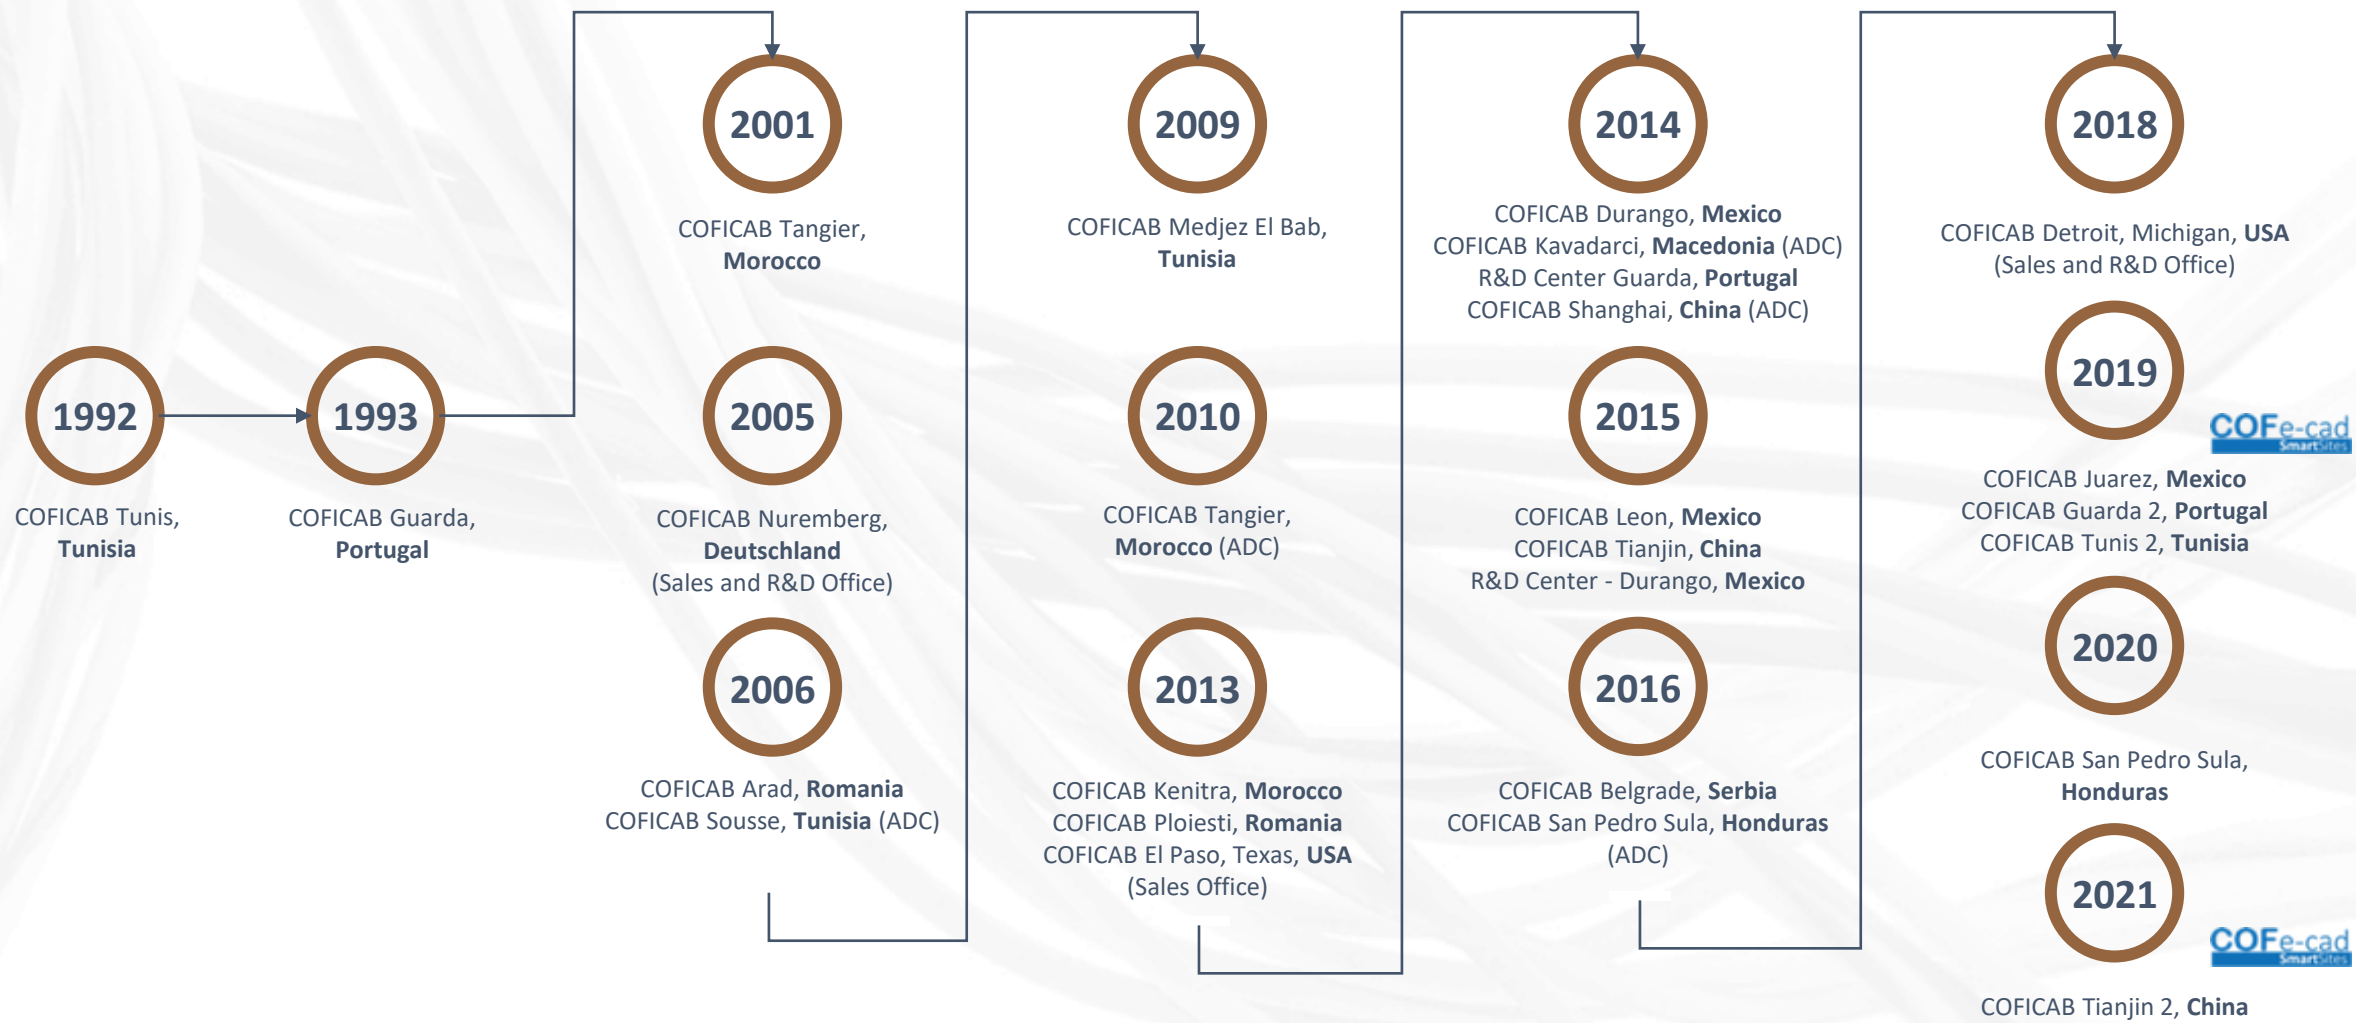 1992
COFICAB Tunis,
Tunisia
1993
COFICAB Guarda,
Portugal
2001
COFICAB Tangier,
Morocco
2005
COFICAB Nuremberg,
Deutschland
(Sales and R&D Office)
2006
COFICAB Arad, Romania
COFICAB Sousse, Tunisia (ADC)
2009
COFICAB Medjez El Bab,
Tunisia
2010
COFICAB Tangier,
Morocco (ADC)
2013
COFICAB Kenitra, Morocco
COFICAB Ploiesti, Romania
COFICAB El Paso, Texas, USA
(Sales Office)
2014
COFICAB Durango, Mexico
COFICAB Kavadarci, Macedonia (ADC)
R&D Center Guarda, Portugal
COFICAB Shanghai, China (ADC)
2015
COFICAB Leon, Mexico
COFICAB Tianjin, China
R&D Center - Durango, Mexico
2016
COFICAB Belgrade, Serbia
COFICAB San Pedro Sula, Honduras
(ADC)
2018
COFICAB Detroit, Michigan, USA
(Sales and R&D Office)
2019
COFe-cad
SmartSites
COFICAB Juarez, Mexico
COFICAB Guarda 2, Portugal
COFICAB Tunis 2, Tunisia
2020
COFICAB San Pedro Sula,
Honduras
2021
COFe-cad
SmartSites
COFICAB Tianjin 2, China